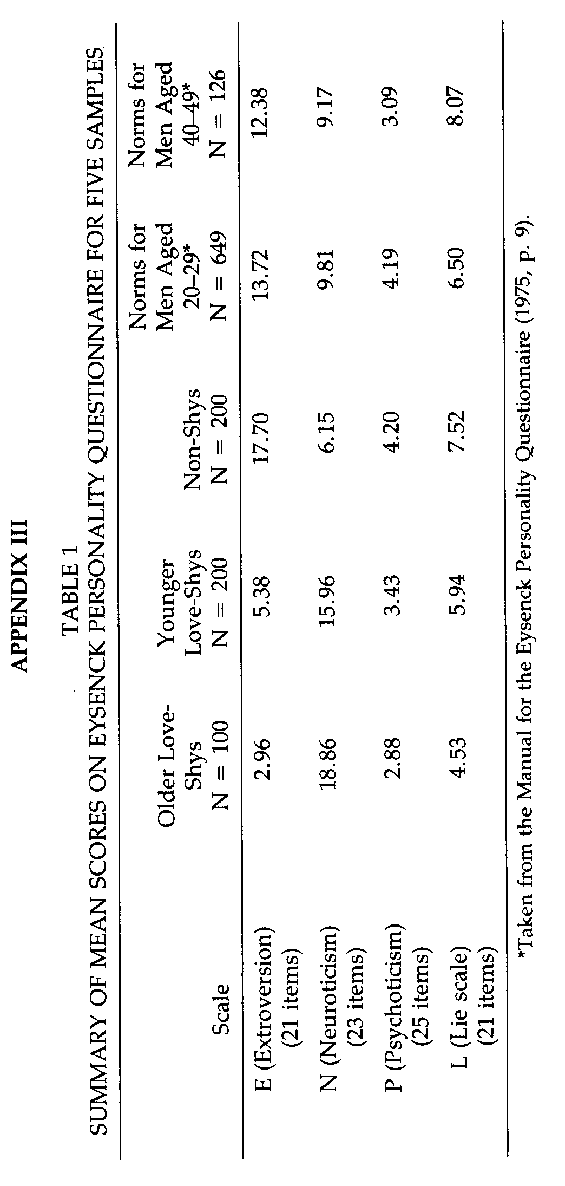 APPENDIX III
TABLE 1
SUMMARY OF MEAN SCORES ON EYSENCK PERSONALITY QUESTIONNAIRE FOR FIVE SAMPLES
Norms for Norms for
Older Love- Younger Men Aged Men Aged
Shys Love-Shys Non-Shys 20–29* 40–49*
Scale N = 100 N = 200 N = 200 N = 649 N = 126
E (Extroversion) 2.96 5.38 17.70 13.72 12.38
(21 items)
N (Neuroticism) 18.86 15.96 6.15 9.81 9.17
(23 items)
P (Psychoticism) 2.88 3.43 4.20 4.19 3.09
(25 items)
L (Lie scale) 4.53 5.94 7.52 6.50 8.07
(21 items)
*Taken from the Manual for the Eysenck Personality Questionnaire (1975, p. 9).